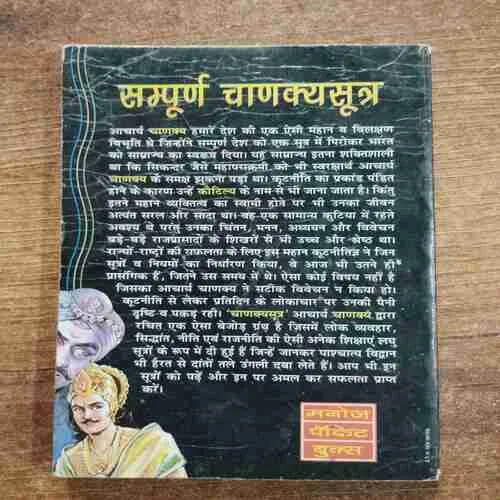 सम्पूर्ण चाणक्यसूत्र
आचार्य चाणक्य हमारे देश की एक ऐसी महान व विलक्षण
विभूति थे जिन्होंने सम्पूर्ण देश को एक सूत्र में पिरोकर भारत
को साम्राज्य का स्वरूप दिया। यह साम्राज्य इतना शक्तिशाली
था कि सिकन्दर जैसे महापराक्रमी को भी स्वरक्षार्थ आचार्य
चाणक्य के समक्ष झुकना पड़ा था। कूटनीति का प्रकांड पंडित
होने के कारण उन्हें कौटिल्य के नाम से भी जाना जाता है। किंतु
इतने महान व्यक्तित्व का स्वामी होने पर भी उनका जीवन
अत्यंत सरल और सादा था। वह एक सामान्य कुटिया में रहते
अवश्य थे परंतु उनका चिंतन, मनन, अध्ययन और विवेचन
बड़े-बड़े राजप्रासादों के शिखरों से भी उच्च और श्रेष्ठ था।
राज्यों-राष्ट्रों की सफलता के लिए इस महान कूटनीतिज्ञ ने जिन
सूत्रों व नियमों का निर्धारण किया, वे आज भी उतने ही
प्रासंगिक हैं, जितने उस समय में थे। ऐसा कोई विषय नहीं है
जिसका आचार्य चाणक्य ने सटीक विवेचन न किया हो।
कूटनीति से लेकर प्रतिदिन के लोकाचार पर उनकी पैनी
दृष्टि व पकड़ रही। 'चाणक्यसूत्र' आचार्य चाणक्य द्वारा
रचित एक ऐसा बेजोड़ ग्रंथ है जिसमें लोक व्यवहार,
सिद्धांत, नीति एवं राजनीति की ऐसी अनेक शिक्षाएं लघु
सूत्रों के रूप में दी हुई हैं जिन्हें जानकर पाश्चात्य विद्वान
भी हैरत से दांतों तले उंगली दबा लेते हैं। आप भी इन
सूत्रों को पढ़ें और इन पर अमल कर सफलता प्राप्त
करें।
मनोज
पॉकेट
बुक्स